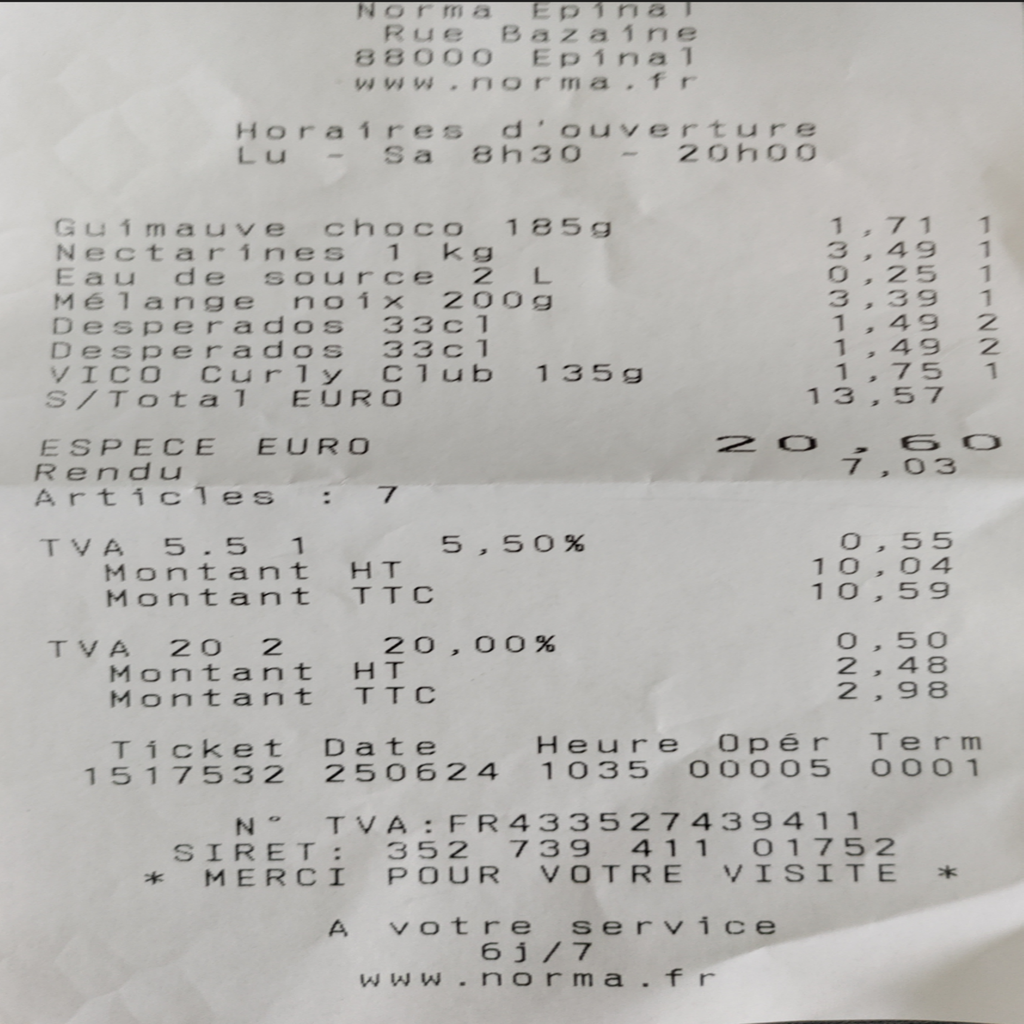 Norma Epinal
Rue Bazaine
88000 Epinal
www.norma.fr
Horaires d'ouverture
Lu - Sa 8h30 - 20h00
Guimauve choco 185g 1,71 1
Nectarines 1 kg 3,49 1
Eau de source 2 L 0,25 1
Mélange noix 200g 3,39 1
Desperados 33cl 1,49 2
Desperados 33cl 1,49 2
VICO Curly Club 135g 1,75 1
S/Total EURO 13,57
ESPECE EURO 20,60
Rendu 7,03
Articles : 7
TVA 5.5 1 5,50% 0,55
Montant HT 10,04
Montant TTC 10,59
TVA 20 2 20,00% 0,50
Montant HT 2,48
Montant TTC 2,98
Ticket Date Heure Opér Term
1517532 250624 1035 00005 0001
N° TVA:FR433527439411
SIRET: 352 739 411 01752
* MERCI POUR VOTRE VISITE *
A votre service
6j/7
www.norma.fr